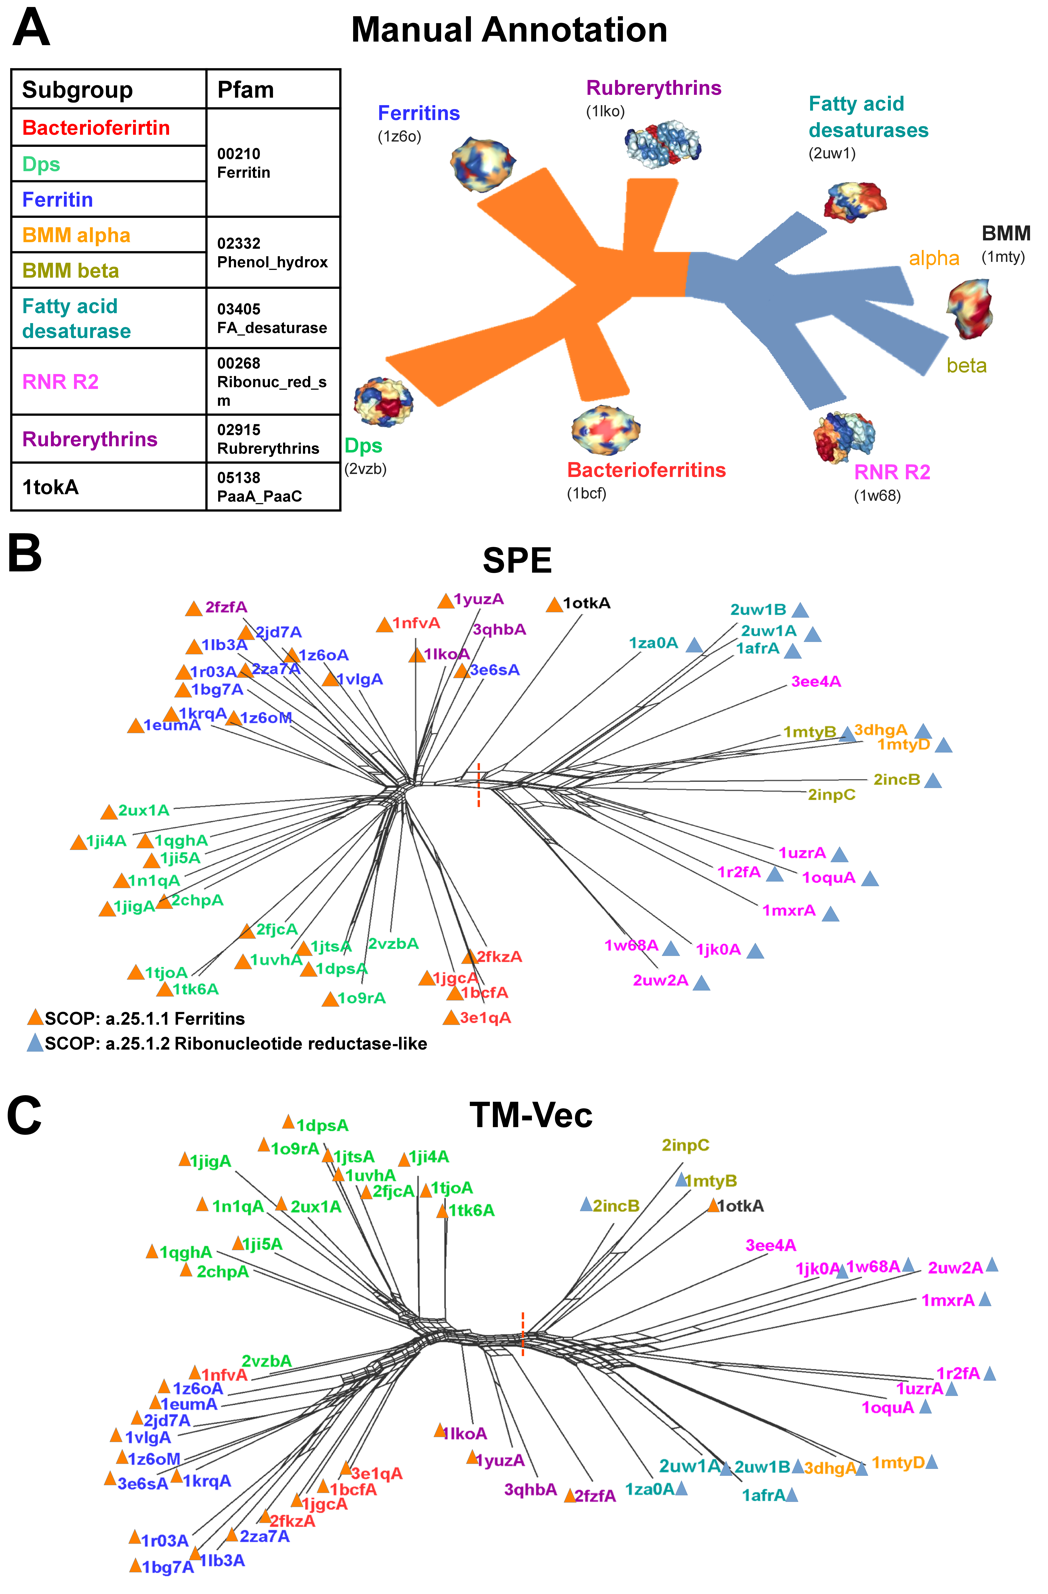 A
Manual Annotation
Subgroup
Pfam
Bacterioferirtin
Dps
Ferritin
00210
Ferritin
BMM alpha
BMM beta
02332
Phenol_hydrox
Fatty acid
desaturase
03405
FA_desaturase
RNR R2
00268
Ribonuc_red_s
m
Rubrerythrins
02915
Rubrerythrins
1tokA
05138
PaaA_PaaC
Ferritins
(1z6o)
Rubrerythrins
(1lko)
Fatty acid
desaturases
(2uw1)
BMM
(1mty)
alpha
beta
Dps
(2vzb)
Bacterioferritins
(1bcf)
RNR R2
(1w68)
B
SPE
2fzfA
1yuzA
1otkA
2uw1B
2jd7A
1nfvA
3qhbA
2uw1A
1lb3A
1z6oA
1lkoA
1za0A
1afrA
1r03A
2za7A
1vlgA
3e6sA
3ee4A
1bg7A
1krqA
1z6oM
1eumA
1mtyB
3dhgA
1mtyD
2incB
2inpC
2ux1A
1ji4A
1qghA
1ji5A
1n1qA
1jigA
2chpA
1uzrA
1r2fA
1oquA
1mxrA
2fjcA
1jtsA
2vzbA
2fkzA
1w68A
1jk0A
1uvhA
1dpsA
1jgcA
2uw2A
1tjoA
1tk6A
1o9rA
1bcfA
3e1qA
SCOP: a.25.1.1 Ferritins
SCOP: a.25.1.2 Ribonucleotide reductase-like
C
TM-Vec
1dpsA
1o9rA
1jtsA
1ji4A
2inpC
1jigA
1uvhA
1mtyB
2fjcA
1tjoA
1n1qA
2ux1A
1tk6A
2incB
1otkA
1qghA
1ji5A
3ee4A
2chpA
1jk0A
1w68A
2uw2A
1mxrA
2vzbA
1nfvA
1z6oA
1eumA
2jd7A
1vlgA
1z6oM
3e6sA
1krqA
1r2fA
1uzrA
1oquA
1lkoA
1yuzA
3e1qA
1bcfA
1jgcA
2fkzA
3qhbA
2fzfA
1za0A
2uw1A
2uw1B
3dhgA
1mtyD
1afrA
1r03A
2za7A
1lb3A
1bg7A